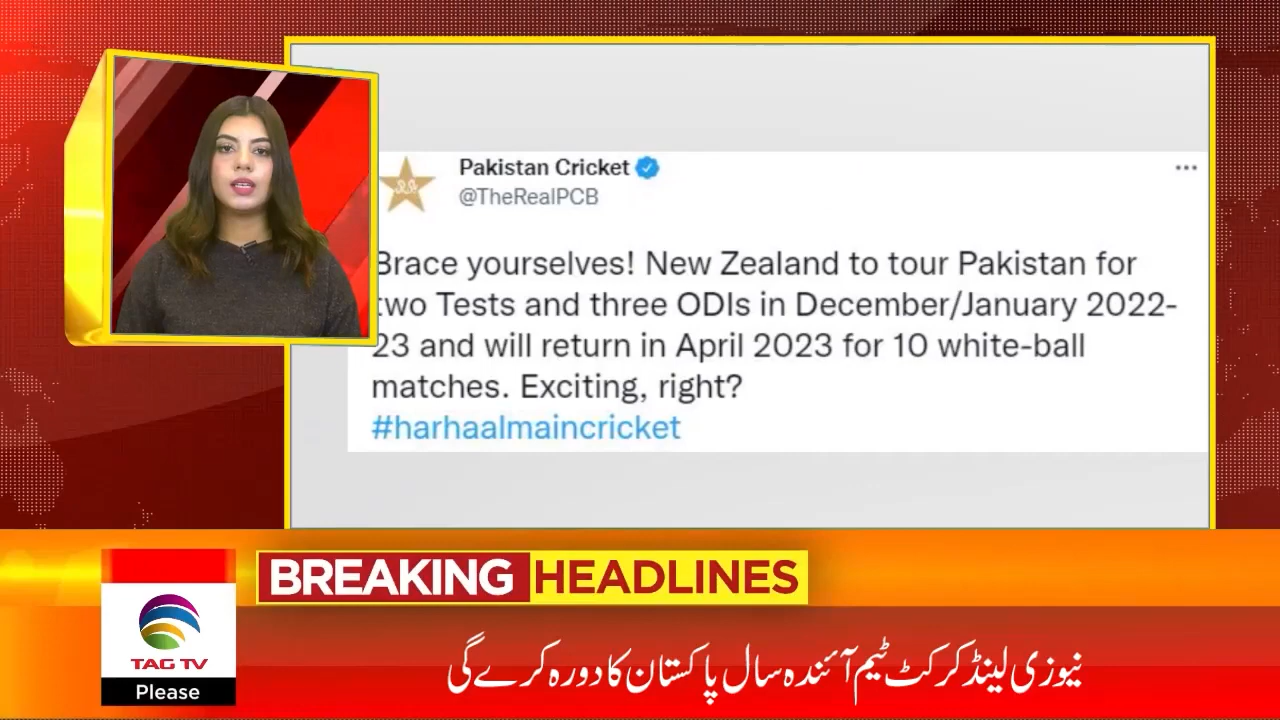 Pakistan Cricket
@TheRealPCB
Brace yourselves! New Zealand to tour Pakistan for
two Tests and three ODIs in December/January 2022-
23 and will return in April 2023 for 10 white-ball
matches. Exciting, right?
#harhaalmaincricket
BREAKING HEADLINES
TAG TV
Please
نیوزی لینڈ کرکٹ ٹیم آئندہ سال پاکستان کا دورہ کرے گی